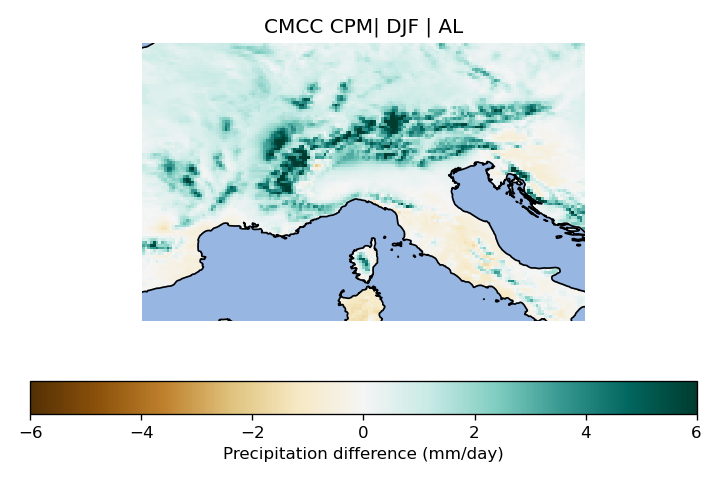 CMCC CPM| DJF | AL
−6 −4 −2 0 2 4 6
Precipitation difference (mm/day)